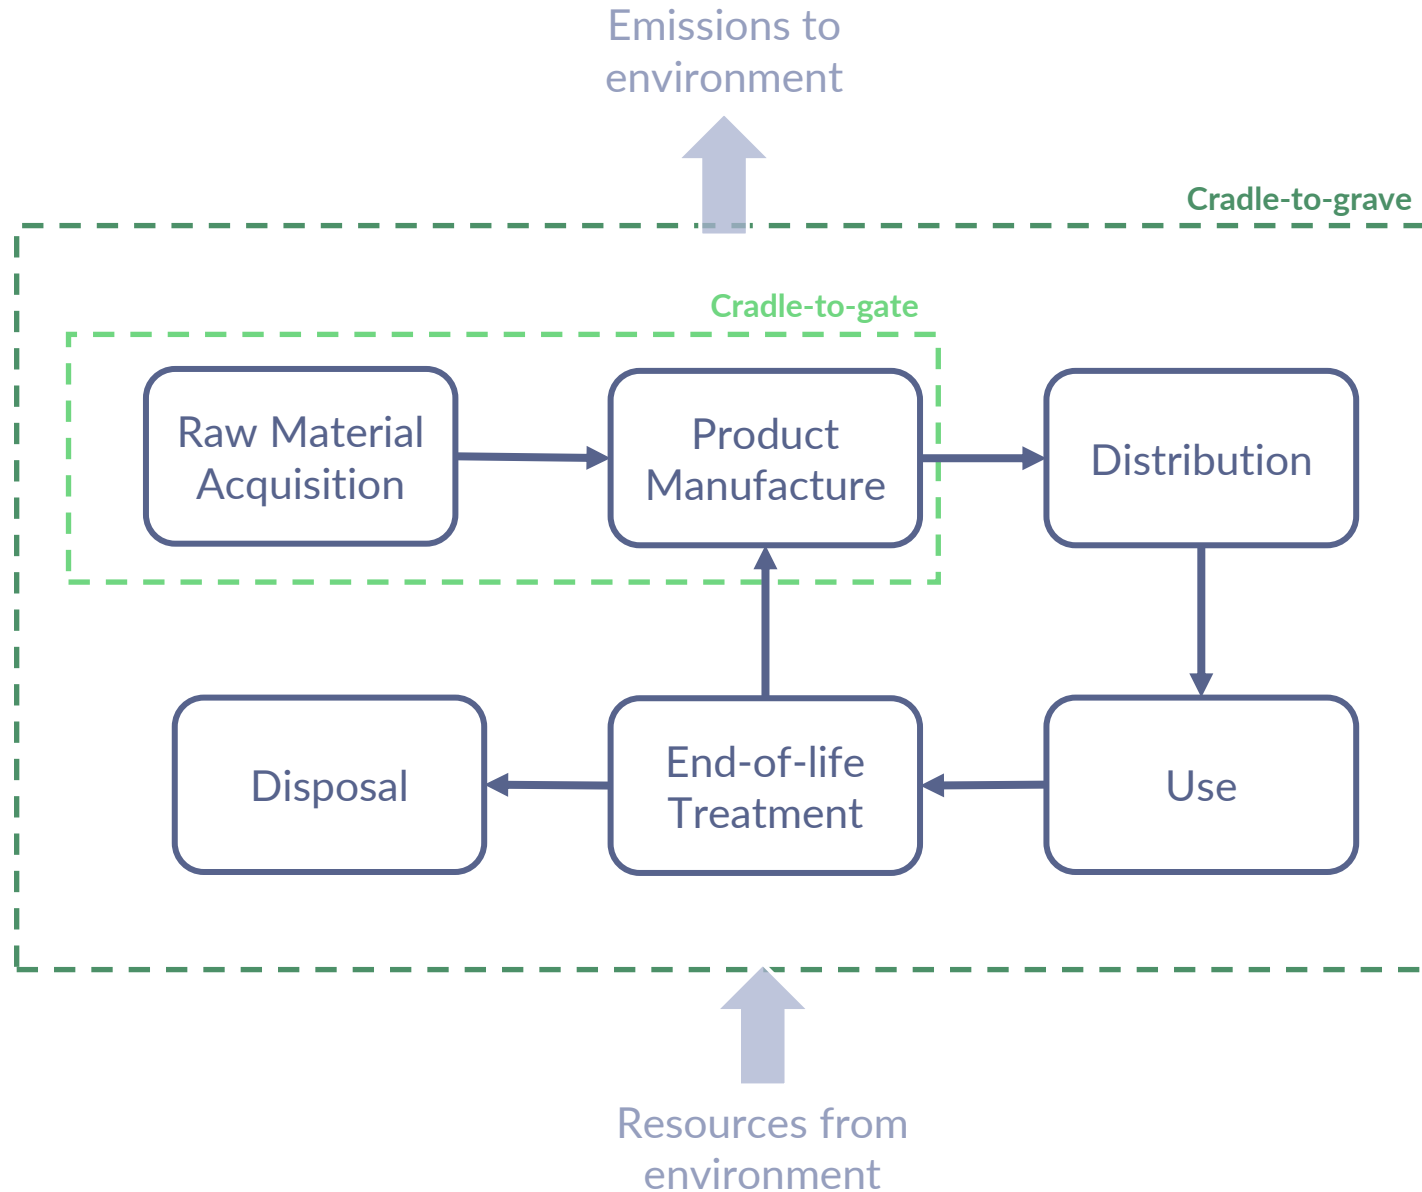 Emissions to
environment
Cradle-to-grave
Cradle-to-gate
Raw Material
Acquisition
Product
Manufacture
Distribution
Disposal
End-of-life
Treatment
Use
Resources from
environment